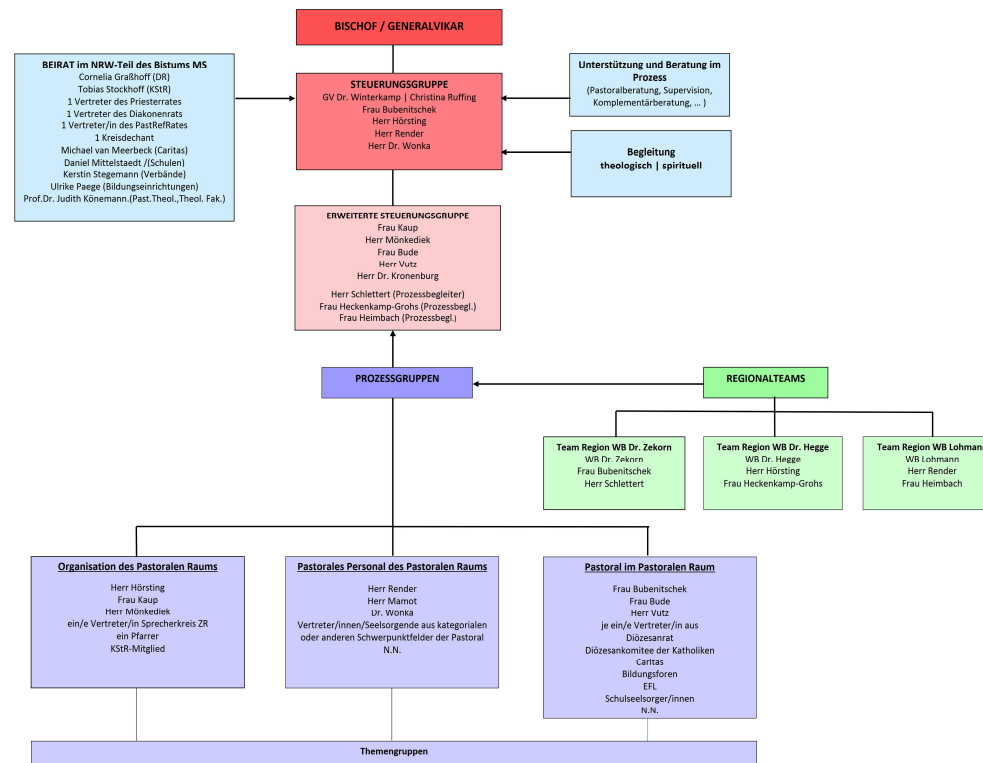 BISCHOF / GENERALVIKAR
BEIRAT im NRW-Teil des Bistums MS
Cornelia Graßhoff (DR)
Tobias Stockhoff (KStR)
1 Vertreter des Priesterrates
1 Vertreter des Diakonenrats
1 Vertreter/in des PastRefRates
1 Kreisdechant
Michael van Meerbeck (Caritas)
Daniel Mittelstaedt /(Schulen)
Kerstin Stegemann (Verbände)
Ulrike Paege (Bildungseinrichtungen)
Prof.Dr. Judith Könemann.(Past.Theol.,Theol. Fak.)
STEUERUNGSGRUPPE
GV Dr. Winterkamp | Christina Ruffing
Frau Bubenitschek
Herr Hörsting
Herr Render
Herr Dr. Wonka
Unterstützung und Beratung im
Prozess
(Pastoralberatung, Supervision,
Komplementärberatung, ... )
Begleitung
theologisch | spirituell
ERWEITERTE STEUERUNGSGRUPPE
Frau Kaup
Herr Mönkediek
Frau Bude
Herr Vutz
Herr Dr. Kronenburg
Herr Schlettert (Prozessbegleiter)
Frau Heckenkamp-Grohs (Prozessbegl.)
Frau Heimbach (Prozessbegl.)
PROZESSGRUPPEN
REGIONALTEAMS
Team Region WB Dr. Zekorn
WB Dr. Zekorn
Frau Bubenitschek
Herr Schlettert
Team Region WB Dr. Hegge
WB Dr. Hegge
Herr Hörsting
Frau Heckenkamp-Grohs
Team Region WB Lohmann
WB Lohmann
Herr Render
Frau Heimbach
Organisation des Pastoralen Raums
Herr Hörsting
Frau Kaup
Herr Mönkediek
ein/e Vertreter/in Sprecherkreis ZR
ein Pfarrer
KStR-Mitglied
Pastorales Personal des Pastoralen Raums
Herr Render
Herr Mamot
Dr. Wonka
Vertreter/innen/Seelsorgende aus kategorialen
oder anderen Schwerpunktfelder der Pastoral
N.N.
Pastoral im Pastoralen Raum
Frau Bubenitschek
Frau Bude
Herr Vutz
je ein/e Vertreter/in aus
Diözesanrat
Diözesankomitee der Katholiken
Caritas
Bildungsforen
EFL
Schulseelsorger/innen
N.N.
Themengruppen